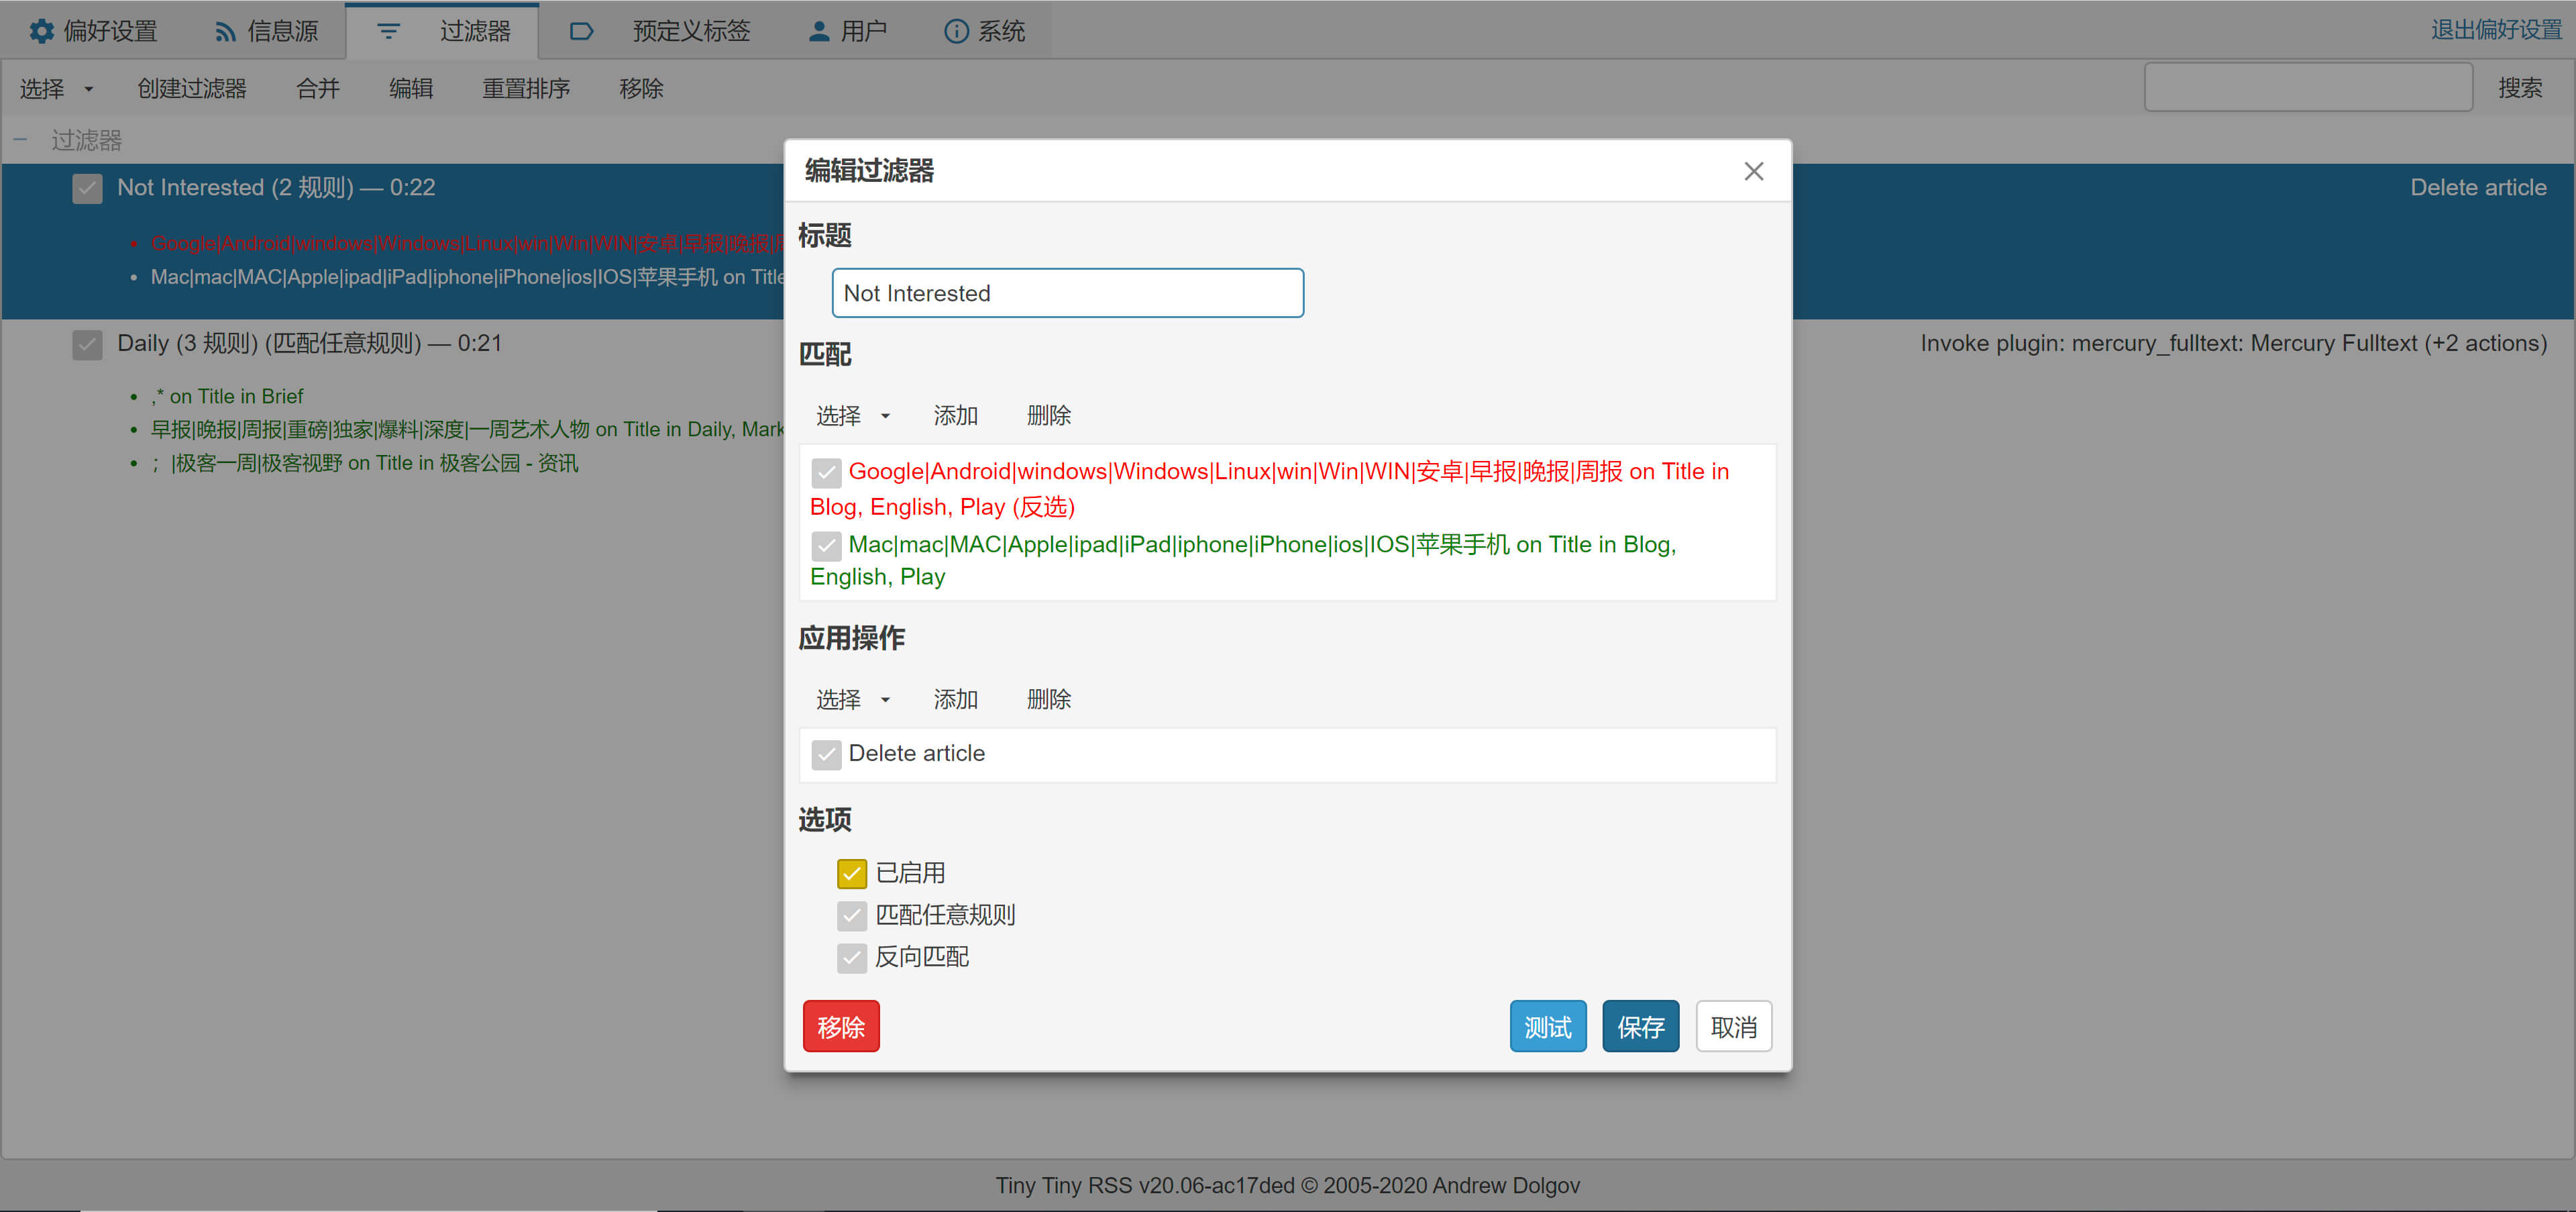 偏好设置 信息源 过滤器 预定义标签 用户 系统 退出偏好设置
选择 创建过滤器 合并 编辑 重置排序 移除 搜索
过滤器
Not Interested (2 规则) — 0:22 Delete article
Google|Android|windows|Windows|Linux|win|Win|WIN|安卓|早报|晚报|
Mac|mac|MAC|Apple|ipad|iPad|iphone|iPhone|ios|IOS|苹果手机 on Title
Daily (3 规则) (匹配任意规则) — 0:21 Invoke plugin: mercury_fulltext: Mercury Fulltext (+2 actions)
,* on Title in Brief
早报|晚报|周报|重磅|独家|爆料|深度|一周艺术人物 on Title in Daily, Mark
；|极客一周|极客视野 on Title in 极客公园 - 资讯
编辑过滤器
标题
Not Interested
匹配
选择 添加 删除
Google|Android|windows|Windows|Linux|win|Win|WIN|安卓|早报|晚报|周报 on Title in
Blog, English, Play (反选)
Mac|mac|MAC|Apple|ipad|iPad|iphone|iPhone|ios|IOS|苹果手机 on Title in Blog,
English, Play
应用操作
选择 添加 删除
Delete article
选项
已启用
匹配任意规则
反向匹配
移除 测试 保存 取消
Tiny Tiny RSS v20.06-ac17ded © 2005-2020 Andrew Dolgov